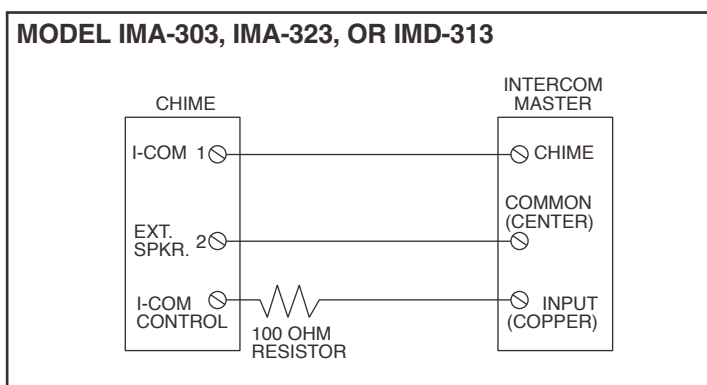 MODEL IMA-303, IMA-323, OR IMD-313
CHIME
INTERCOM
MASTER
I-COM 1
CHIME
EXT.
SPKR. 2
COMMON
(CENTER)
I-COM
CONTROL
100 OHM
RESISTOR
INPUT
(COPPER)